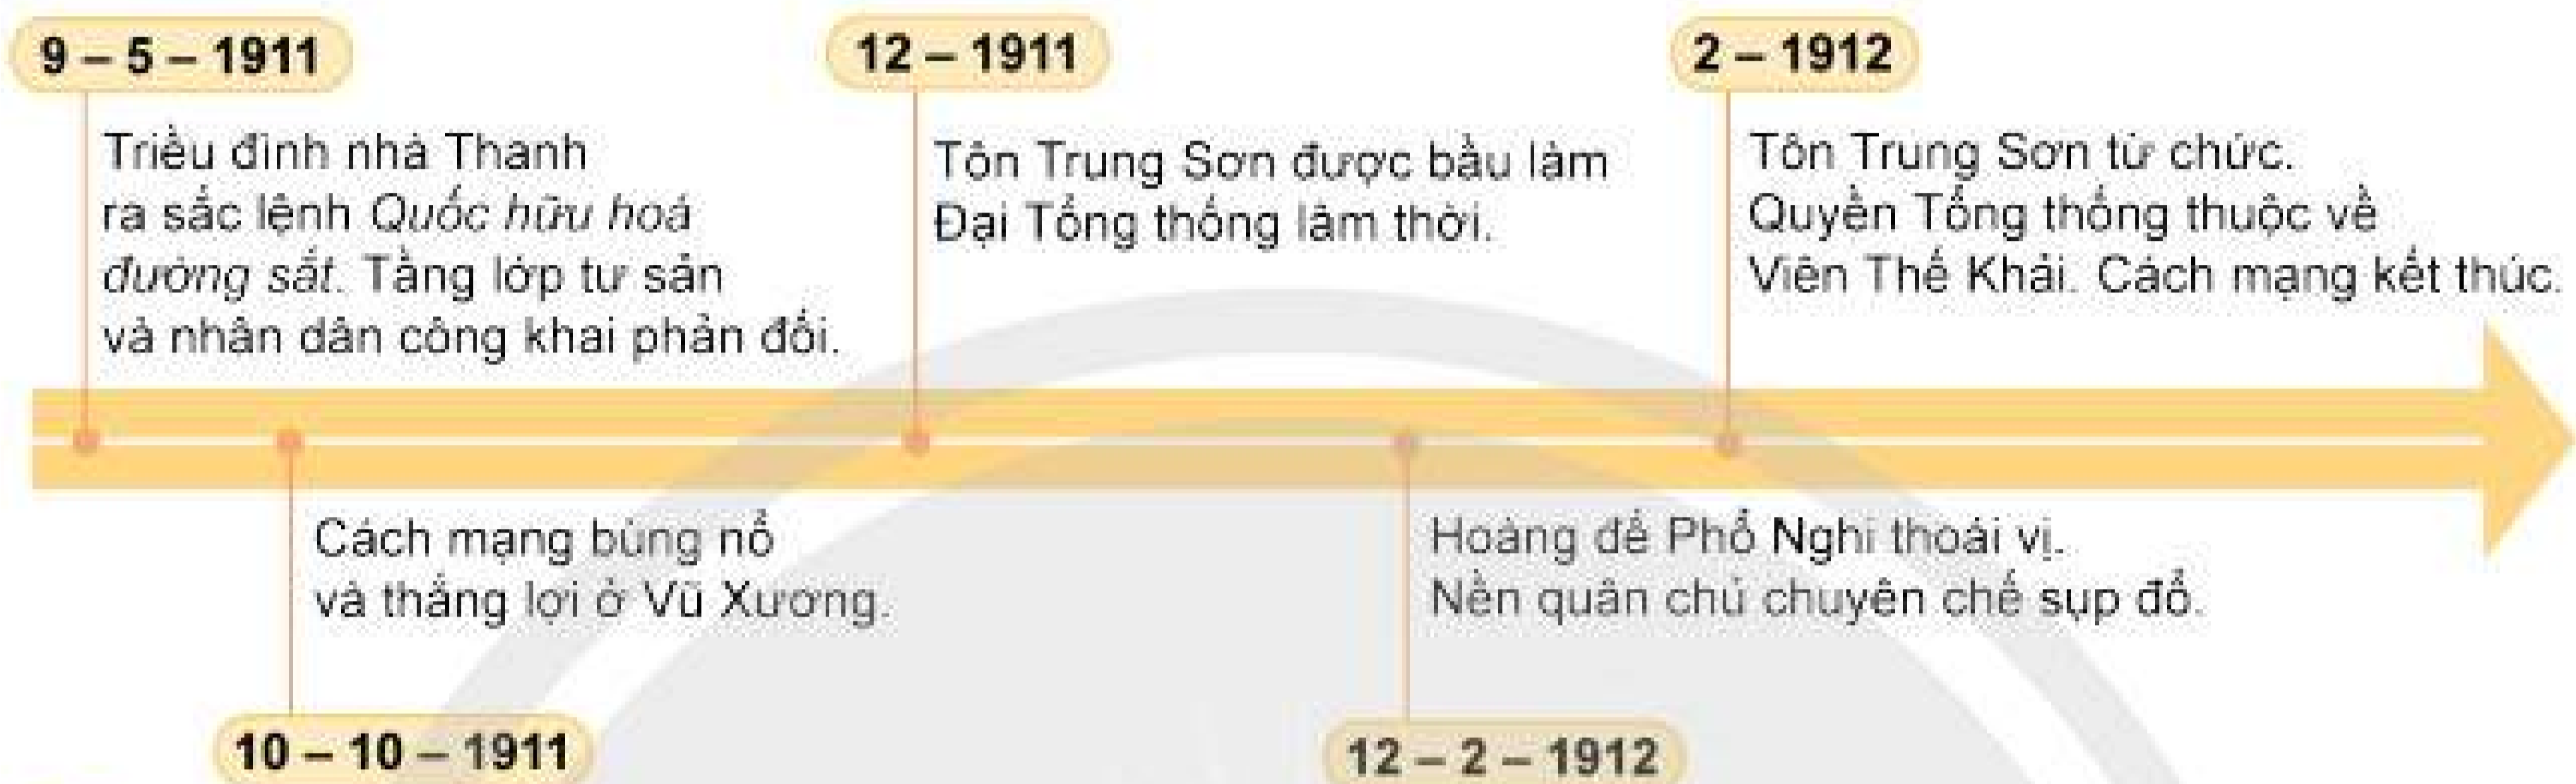 9 – 5 – 1911
Triều đình nhà Thanh
ra sắc lệnh Quốc hữu hoá
đường sắt. Tầng lớp tư sản
và nhân dân công khai phản đối.
12 – 1911
Tôn Trung Sơn được bầu làm
Đại Tổng thống lâm thời.
2 – 1912
Tôn Trung Sơn từ chức.
Quyền Tổng thống thuộc về
Viên Thế Khải. Cách mạng kết thúc.
Cách mạng bùng nổ
và thắng lợi ở Vũ Xương.
10 – 10 – 1911
Hoàng đế Phổ Nghi thoái vị.
Nền quân chủ chuyên chế sụp đổ.
12 – 2 – 1912